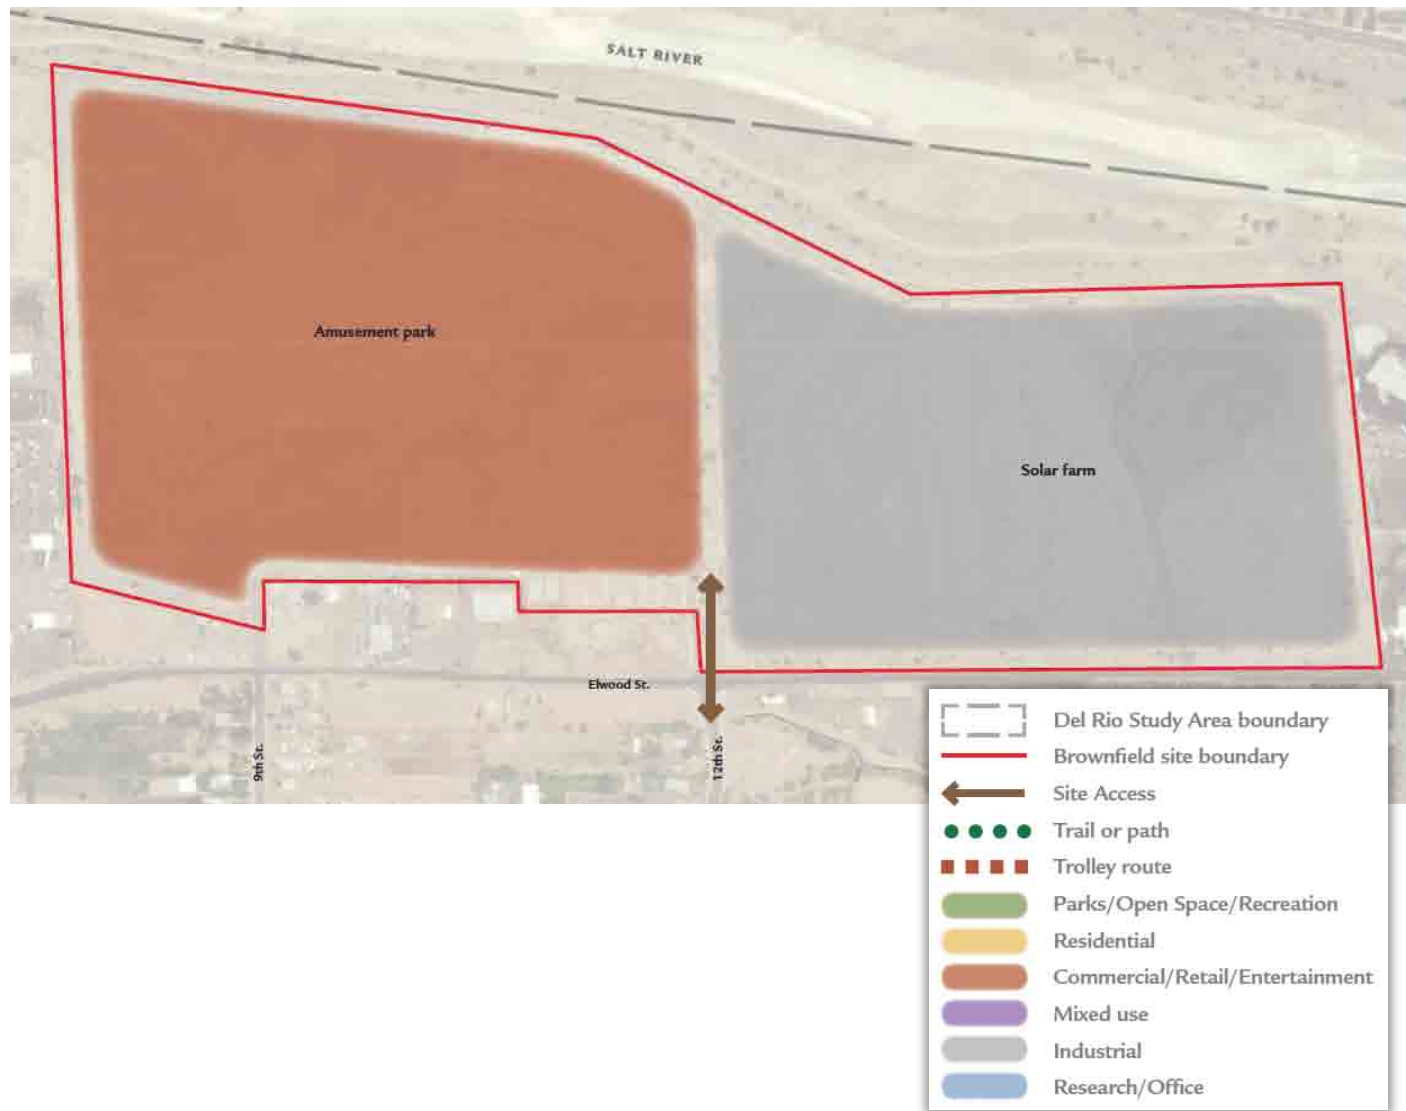 SALT RIVER
Amusement park
Solar farm
Elwood St.
9th St.
12th St.
Del Rio Study Area boundary
Brownfield site boundary
Site Access
Trail or path
Trolley route
Parks/Open Space/Recreation
Residential
Commercial/Retail/Entertainment
Mixed use
Industrial
Research/Office